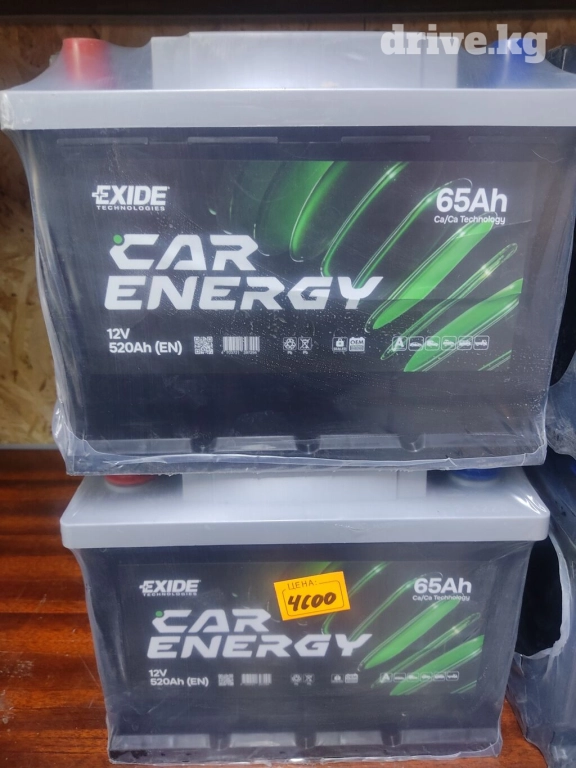 drive.kg
EXIDE
TECHNOLOGIES
65Ah
Ca/Ca Technology
CAR
ENERGY
12V
520Ah (EN)
A
EXIDE
TECHNOLOGIES
ЦЕНА:
4600
65Ah
Ca/Ca Technology
CAR
ENERGY
12V
520Ah (EN)
A